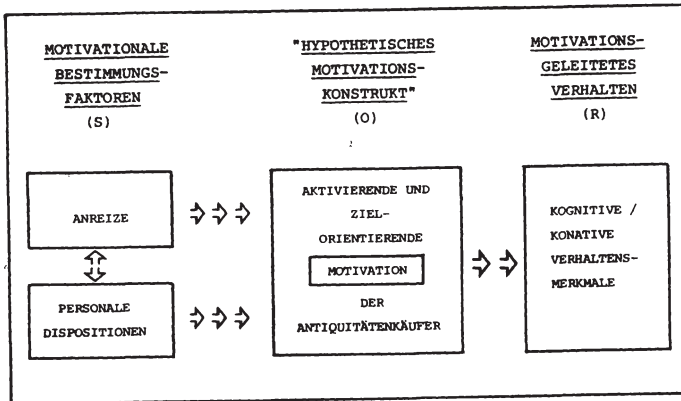 MOTIVATIONALE
BESTIMMUNGS-
FAKTOREN
(S)
"HYPOTHETISCHES
MOTIVATIONS-
KONSTRUKT"
(O)
MOTIVATIONS-
GELEITETES
VERHALTEN
(R)
ANREIZE
PERSONALE
DISPOSITIONEN
AKTIVIERENDE UND
ZIEL-
ORIENTIERENDE
MOTIVATION
DER
ANTIQUITÄTENKÄUFER
KOGNITIVE /
KONATIVE
VERHALTENS-
MERKMALE